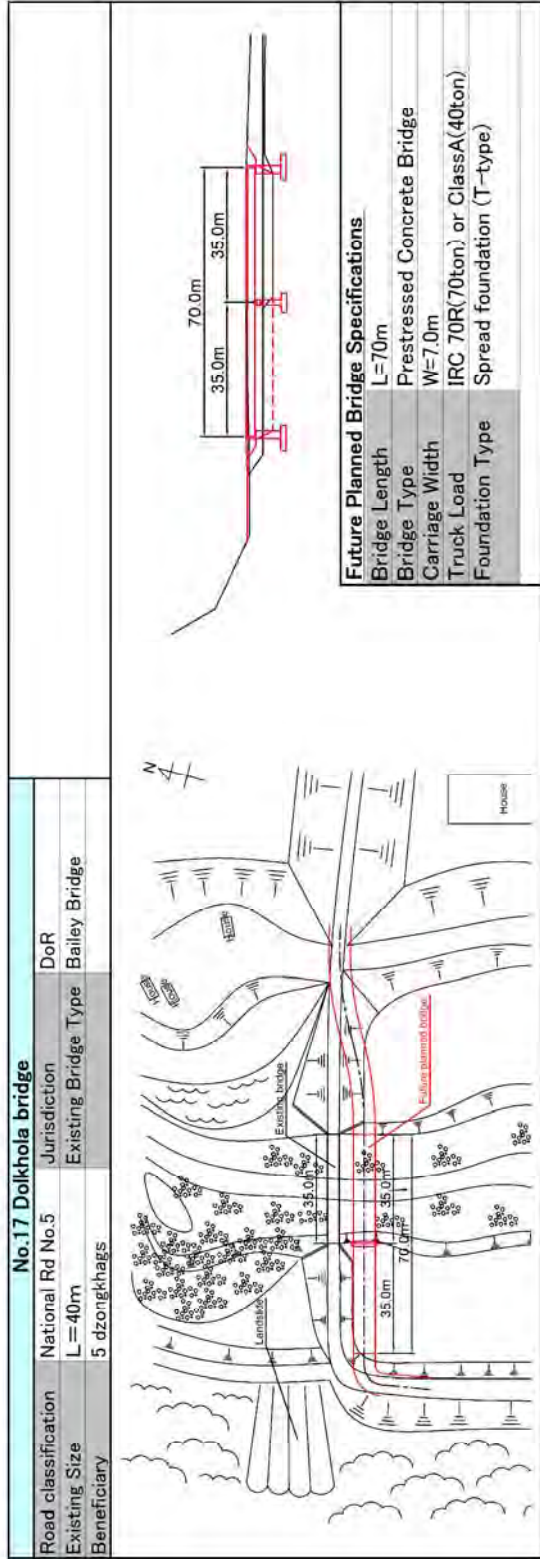 No.17 Dolkhola bridge
Road classification National Rd No.5 Jurisdiction DoR
Existing Size L=40m Existing Bridge Type Bailey Bridge
Beneficiary 5 dzongkhags
N
House
House
House
House
Landslide
Existing bridge
Future planned bridge
35.0m
35.0m
35.0m
70.0m
70.0m
35.0m
35.0m
Future Planned Bridge Specifications
Bridge Length L=70m
Bridge Type Prestressed Concrete Bridge
Carriage Width W=7.0m
Truck Load IRC 70R(70ton) or ClassA(40ton)
Foundation Type Spread foundation (T-type)